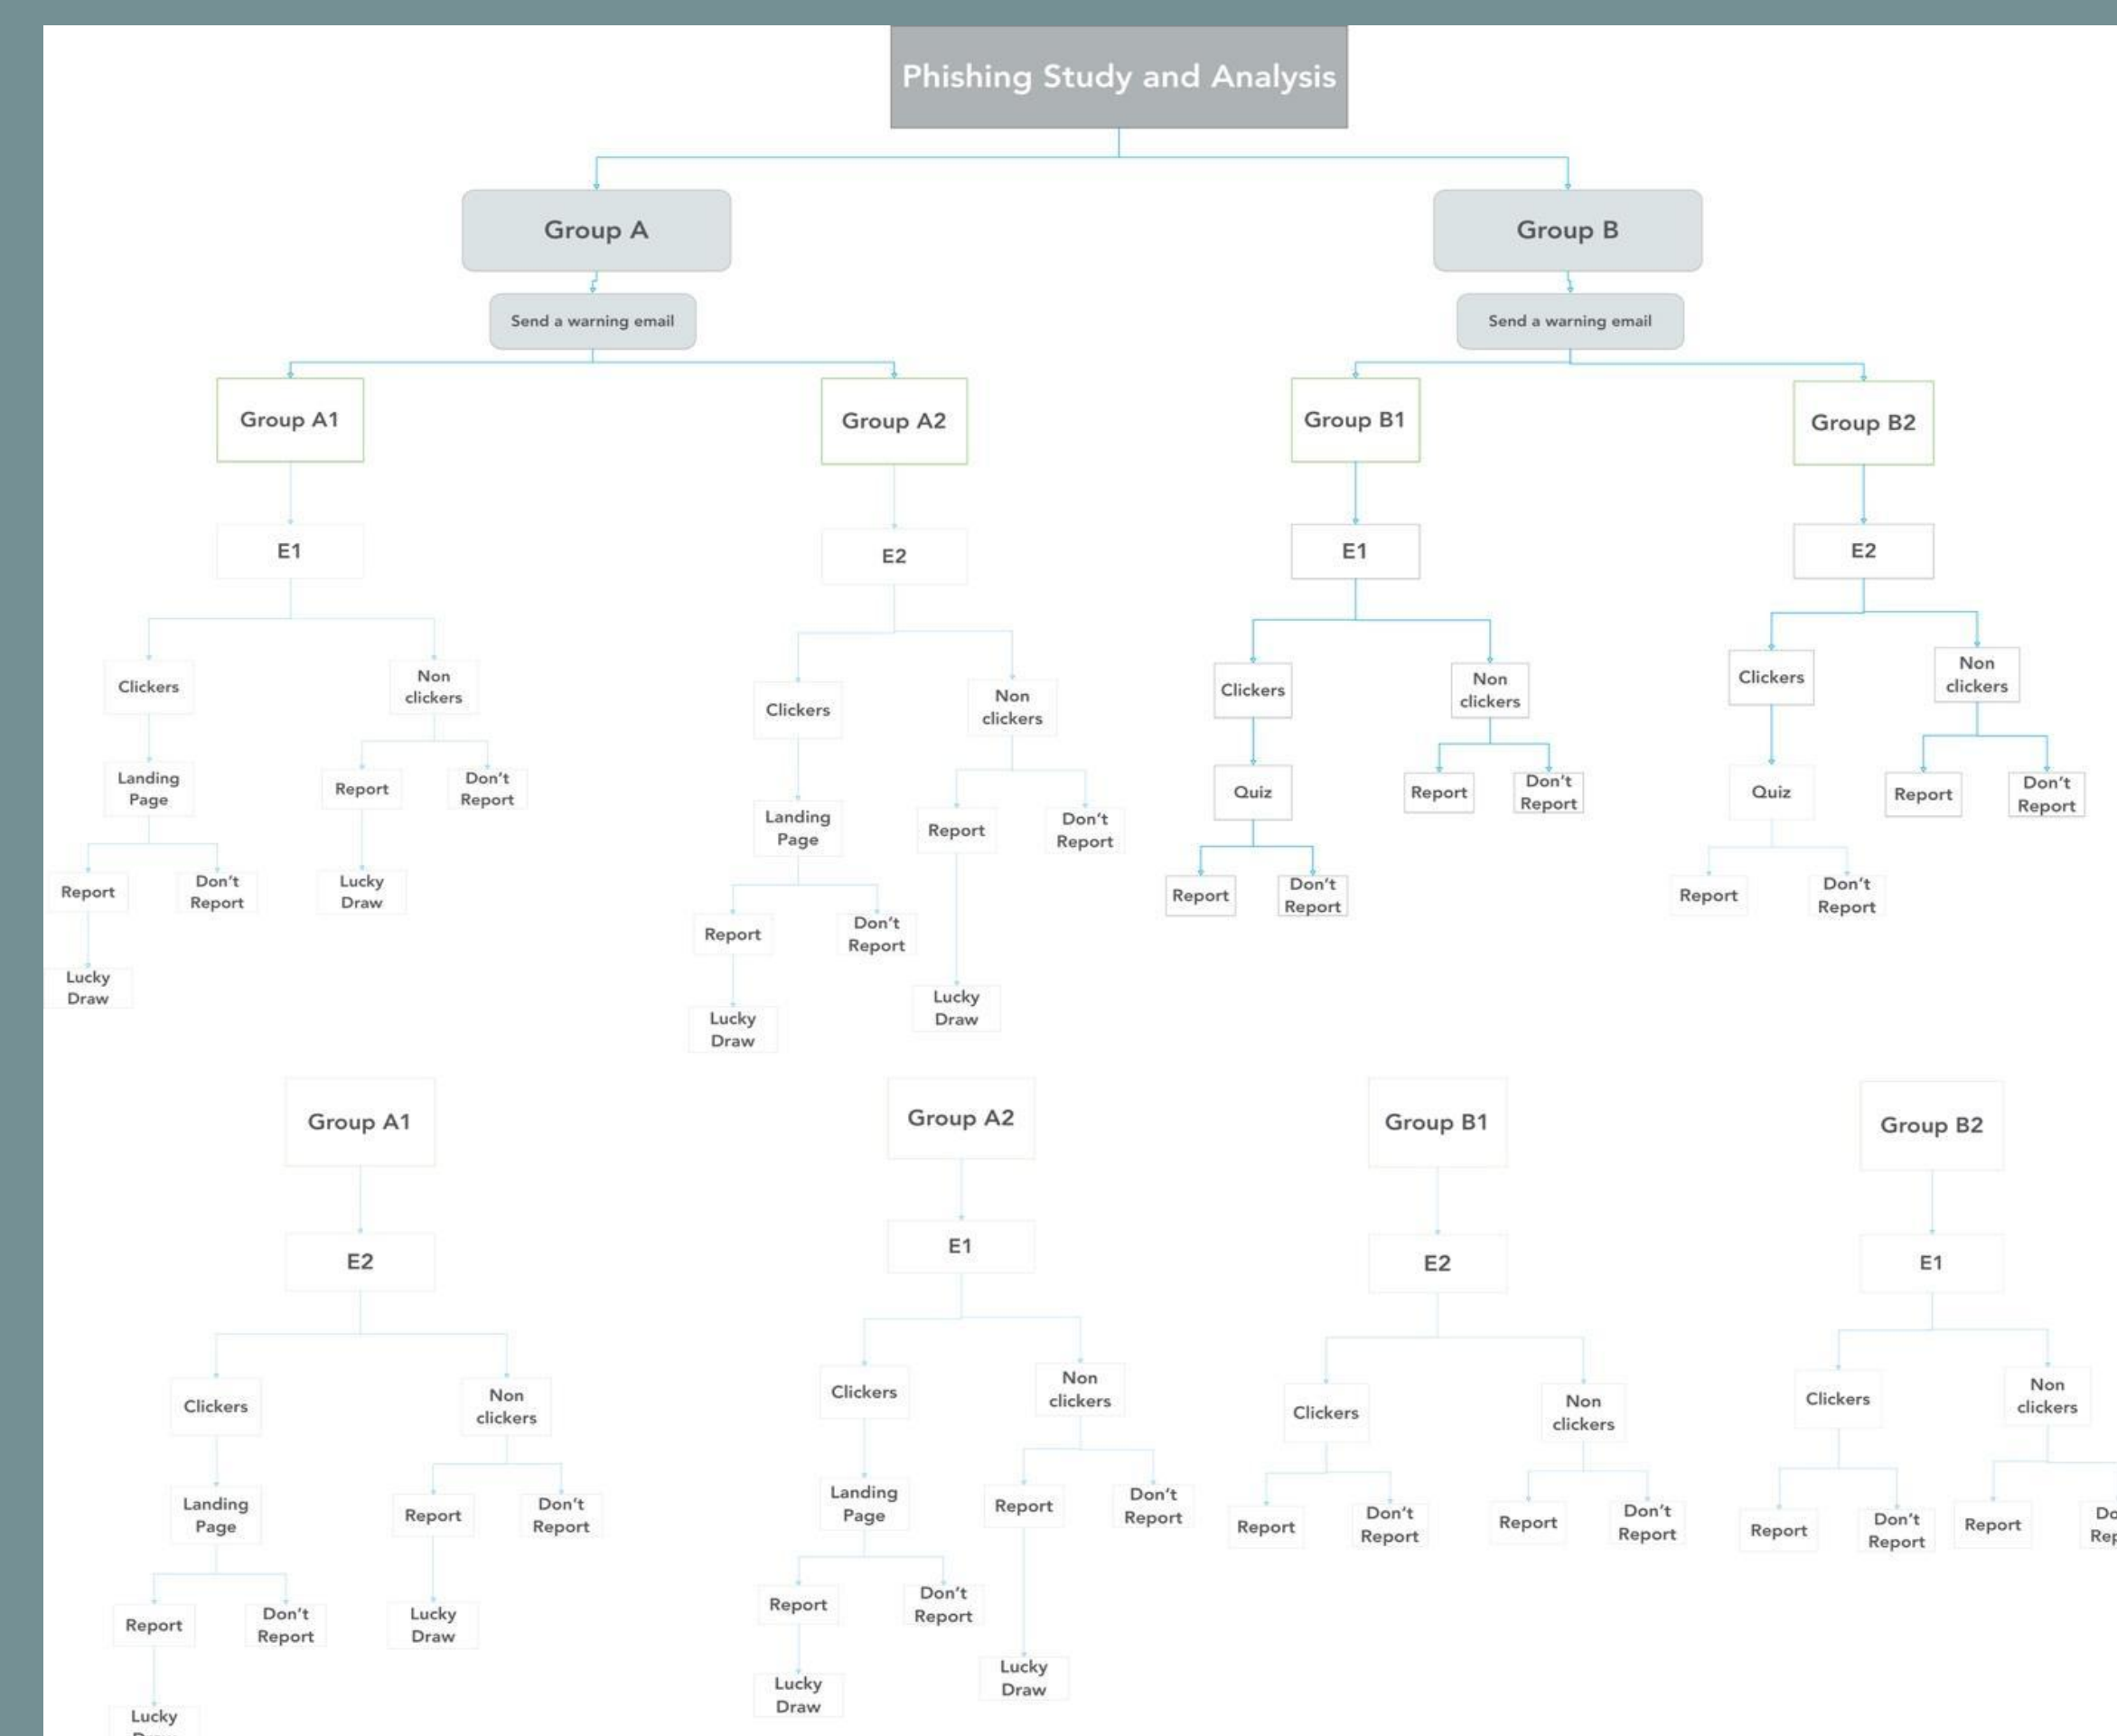 Phishing Study and Analysis
Group A
Group B
Send a warning email
Send a warning email
Group A1
Group A2
Group B1
Group B2
E1
E2
E1
E2
Clickers
Non
clickers
Clickers
Non
clickers
Clickers
Non
clickers
Clickers
Non
clickers
Landing
Page
Report
Don't
Report
Landing
Page
Report
Don't
Report
Quiz
Report
Don't
Report
Quiz
Report
Don't
Report
Report
Don't
Report
Lucky
Draw
Report
Don't
Report
Report
Don't
Report
Report
Don't
Report
Lucky
Draw
Lucky
Draw
Lucky
Draw
Group A1
Group A2
Group B1
Group B2
E2
E1
E2
E1
Clickers
Non
clickers
Clickers
Non
clickers
Clickers
Non
clickers
Clickers
Non
clickers
Landing
Page
Report
Don't
Report
Landing
Page
Report
Don't
Report
Report
Don't
Report
Report
Don't
Report
Report
Don't
Report
Report
Report
Don't
Report
Lucky
Draw
Report
Don't
Report
Lucky
Draw
Lucky
Draw
Lucky